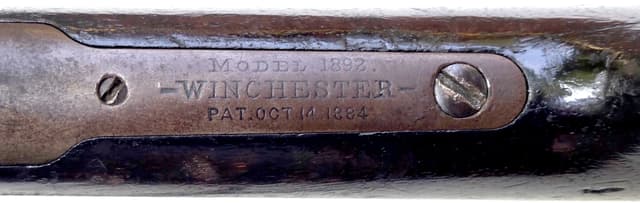 MODEL 1892.
-WINCHESTER-
PAT. OCT 14. 1884